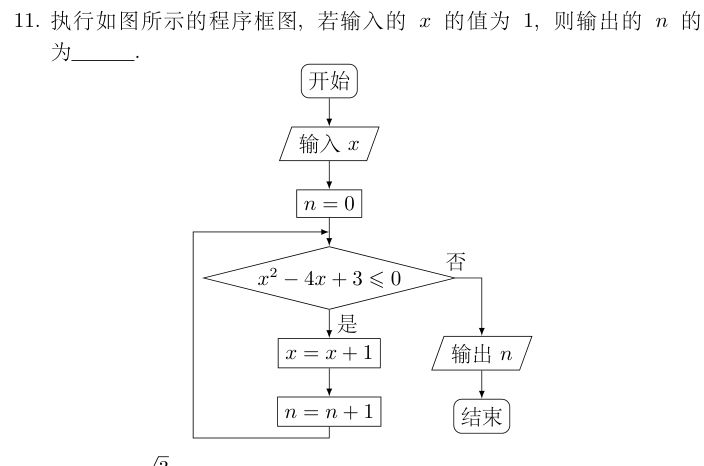 11. 执行如图所示的程序框图, 若输入的 x 的值为 1, 则输出的 n 的
为______.
开始
输入 x
n = 0
x² − 4x + 3 ⩽ 0
否
是
x = x + 1
输出 n
n = n + 1
结束